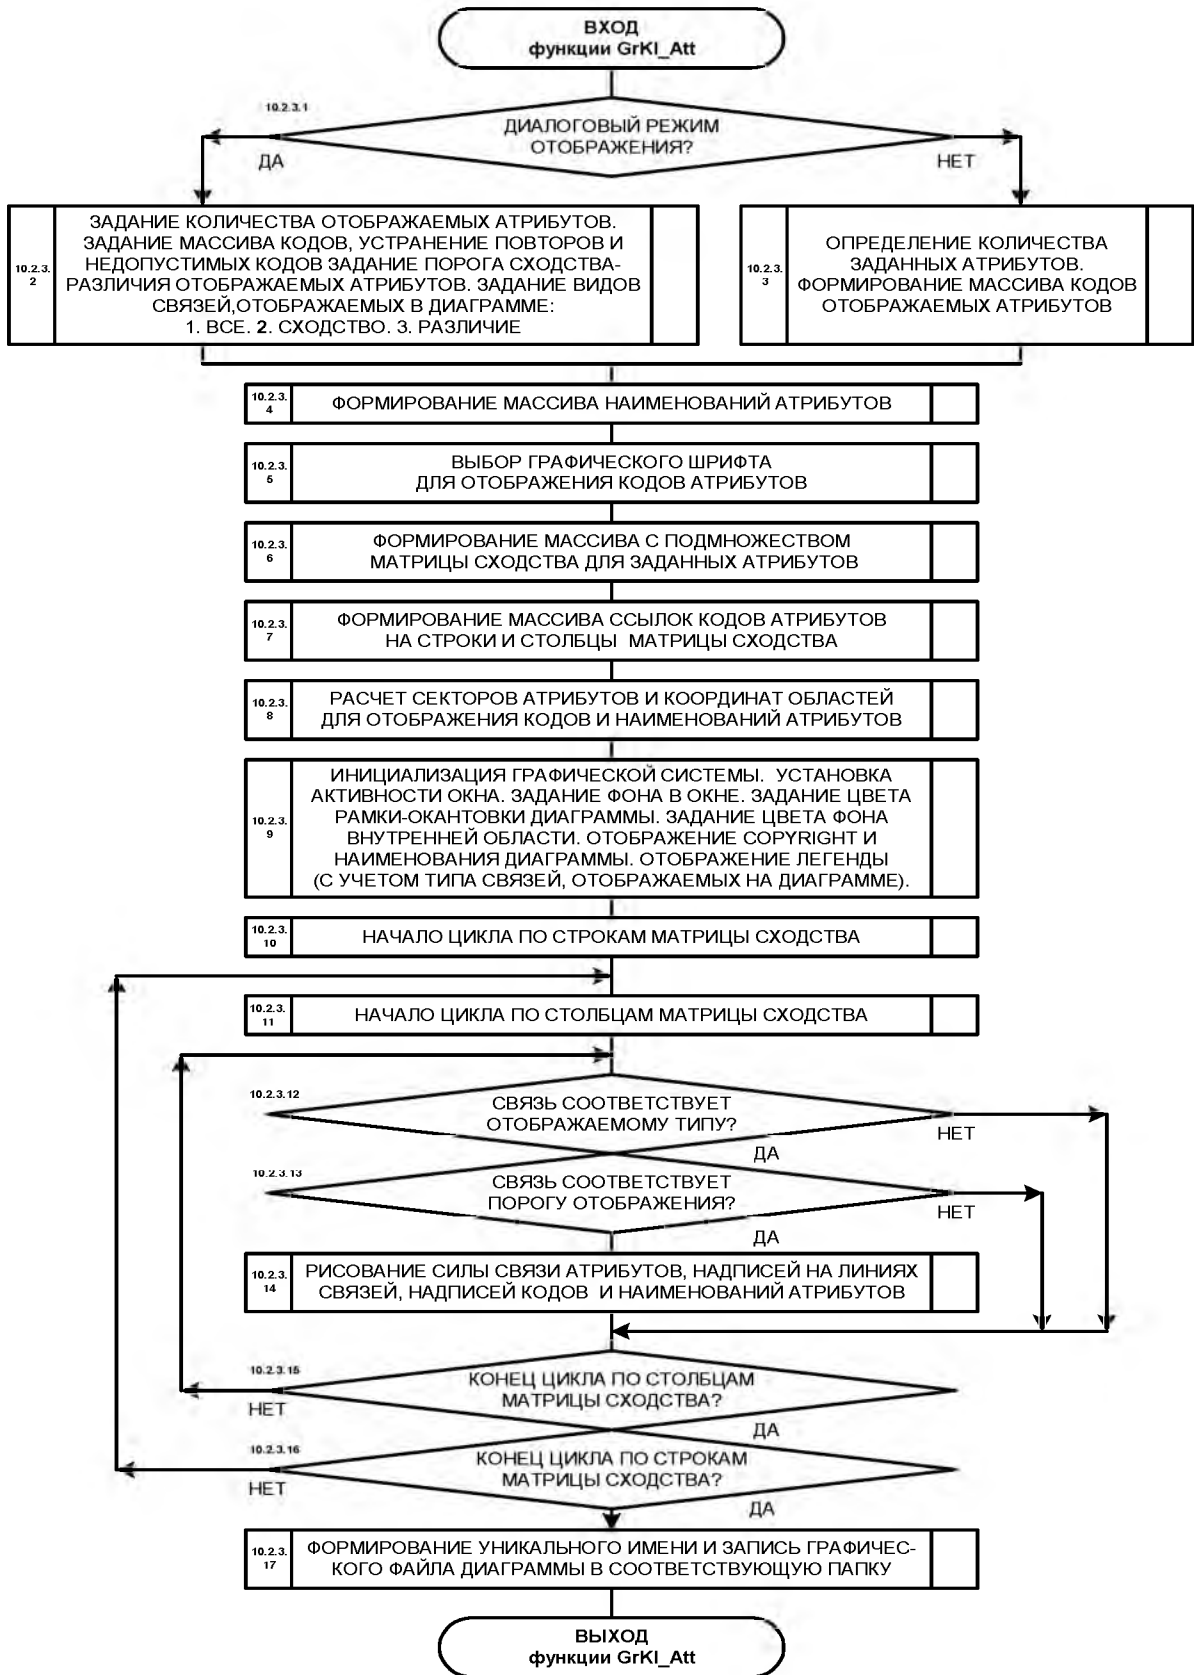 ВХОД
функции GrKl_Att
10.2.3.1
ДИАЛОГОВЫЙ РЕЖИМ
ОТОБРАЖЕНИЯ?
ДА
НЕТ
10.2.3.
2
ЗАДАНИЕ КОЛИЧЕСТВА ОТОБРАЖАЕМЫХ АТРИБУТОВ.
ЗАДАНИЕ МАССИВА КОДОВ, УСТРАНЕНИЕ ПОВТОРОВ И
НЕДОПУСТИМЫХ КОДОВ ЗАДАНИЕ ПОРОГА СХОДСТВА-
РАЗЛИЧИЯ ОТОБРАЖАЕМЫХ АТРИБУТОВ. ЗАДАНИЕ ВИДОВ
СВЯЗЕЙ,ОТОБРАЖАЕМЫХ В ДИАГРАММЕ:
1. ВСЕ. 2. СХОДСТВО. 3. РАЗЛИЧИЕ
10.2.3.
3
ОПРЕДЕЛЕНИЕ КОЛИЧЕСТВА
ЗАДАННЫХ АТРИБУТОВ.
ФОРМИРОВАНИЕ МАССИВА КОДОВ
ОТОБРАЖАЕМЫХ АТРИБУТОВ
10.2.3.
4
ФОРМИРОВАНИЕ МАССИВА НАИМЕНОВАНИЙ АТРИБУТОВ
10.2.3.
5
ВЫБОР ГРАФИЧЕСКОГО ШРИФТА
ДЛЯ ОТОБРАЖЕНИЯ КОДОВ АТРИБУТОВ
10.2.3.
6
ФОРМИРОВАНИЕ МАССИВА С ПОДМНОЖЕСТВОМ
МАТРИЦЫ СХОДСТВА ДЛЯ ЗАДАННЫХ АТРИБУТОВ
10.2.3.
7
ФОРМИРОВАНИЕ МАССИВА ССЫЛОК КОДОВ АТРИБУТОВ
НА СТРОКИ И СТОЛБЦЫ МАТРИЦЫ СХОДСТВА
10.2.3.
8
РАСЧЕТ СЕКТОРОВ АТРИБУТОВ И КООРДИНАТ ОБЛАСТЕЙ
ДЛЯ ОТОБРАЖЕНИЯ КОДОВ И НАИМЕНОВАНИЙ АТРИБУТОВ
10.2.3.
9
ИНИЦИАЛИЗАЦИЯ ГРАФИЧЕСКОЙ СИСТЕМЫ. УСТАНОВКА
АКТИВНОСТИ ОКНА. ЗАДАНИЕ ФОНА В ОКНЕ. ЗАДАНИЕ ЦВЕТА
РАМКИ-ОКАНТОВКИ ДИАГРАММЫ. ЗАДАНИЕ ЦВЕТА ФОНА
ВНУТРЕННЕЙ ОБЛАСТИ. ОТОБРАЖЕНИЕ COPYRIGHT И
НАИМЕНОВАНИЯ ДИАГРАММЫ. ОТОБРАЖЕНИЕ ЛЕГЕНДЫ
(С УЧЕТОМ ТИПА СВЯЗЕЙ, ОТОБРАЖАЕМЫХ НА ДИАГРАММЕ).
10.2.3.
10
НАЧАЛО ЦИКЛА ПО СТРОКАМ МАТРИЦЫ СХОДСТВА
10.2.3.
11
НАЧАЛО ЦИКЛА ПО СТОЛБЦАМ МАТРИЦЫ СХОДСТВА
10.2.3.12
СВЯЗЬ СООТВЕТСТВУЕТ
ОТОБРАЖАЕМОМУ ТИПУ?
НЕТ
ДА
10.2.3.13
СВЯЗЬ СООТВЕТСТВУЕТ
ПОРОГУ ОТОБРАЖЕНИЯ?
НЕТ
ДА
10.2.3.
14
РИСОВАНИЕ СИЛЫ СВЯЗИ АТРИБУТОВ, НАДПИСЕЙ НА ЛИНИЯХ
СВЯЗЕЙ, НАДПИСЕЙ КОДОВ И НАИМЕНОВАНИЙ АТРИБУТОВ
10.2.3.15
КОНЕЦ ЦИКЛА ПО СТОЛБЦАМ
МАТРИЦЫ СХОДСТВА?
НЕТ
ДА
10.2.3.16
КОНЕЦ ЦИКЛА ПО СТРОКАМ
МАТРИЦЫ СХОДСТВА?
НЕТ
ДА
10.2.3.
17
ФОРМИРОВАНИЕ УНИКАЛЬНОГО ИМЕНИ И ЗАПИСЬ ГРАФИЧЕС-
КОГО ФАЙЛА ДИАГРАММЫ В СООТВЕТСТВУЮЩУЮ ПАПКУ
ВЫХОД
функции GrKl_Att